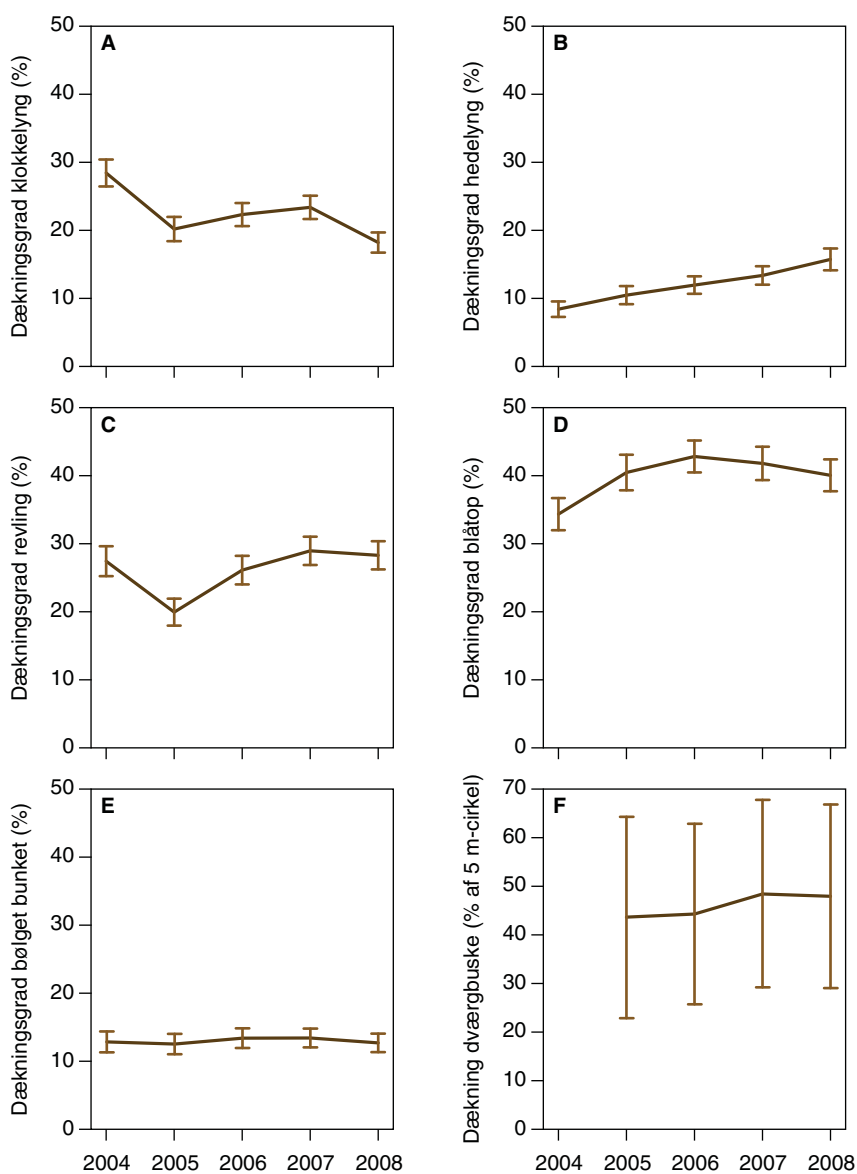 A
Dækningsgrad klokkelyng (%)
50
40
30
20
10
0
B
Dækningsgrad hedelyng (%)
50
40
30
20
10
0
C
Dækningsgrad revling (%)
50
40
30
20
10
0
D
Dækningsgrad blåtop (%)
50
40
30
20
10
0
E
Dækningsgrad bølget bunket (%)
50
40
30
20
10
0
2004 2005 2006 2007 2008
F
Dækning dværgbuske (% af 5 m-cirkel)
70
60
50
40
30
20
10
0
2004 2005 2006 2007 2008